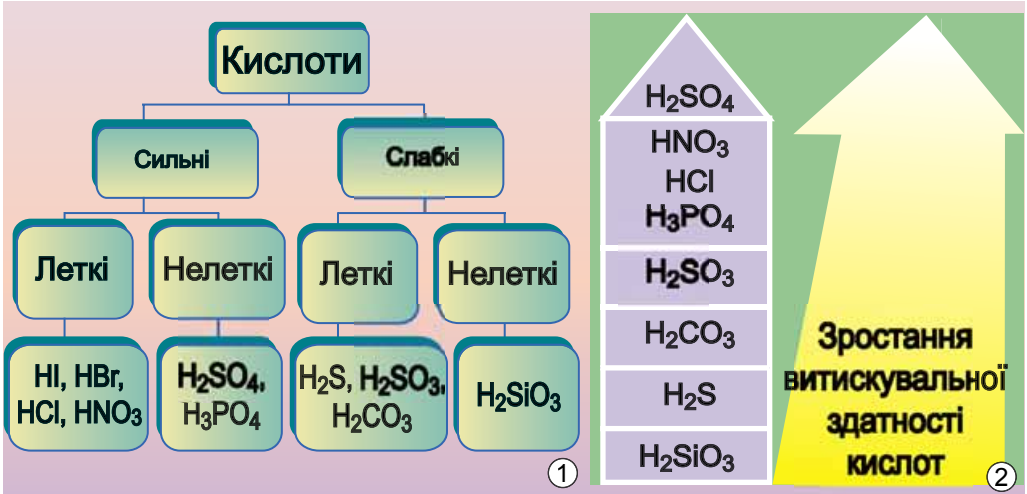 Кислоти
Сильні
Слабкі
Леткі
Нелеткі
Леткі
Нелеткі
HI, HBr,
HCl, HNO₃
H₂SO₄,
H₃PO₄
H₂S, H₂SO₃,
H₂CO₃
H₂SiO₃
1
H₂SO₄
HNO₃
HCl
H₃PO₄
H₂SO₃
H₂CO₃
H₂S
H₂SiO₃
Зростання
витискувальної
здатності
кислот
2